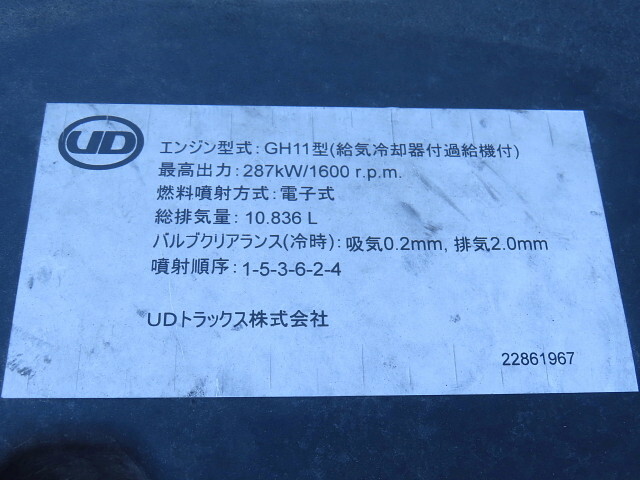 UD
エンジン型式：GH11型(給気冷却器付過給機付)
最高出力：287kW/1600 r.p.m.
燃料噴射方式：電子式
総排気量：10.836 L
バルブクリアランス(冷時)：吸気0.2mm, 排気2.0mm
噴射順序：1-5-3-6-2-4
UDトラックス株式会社
22861967